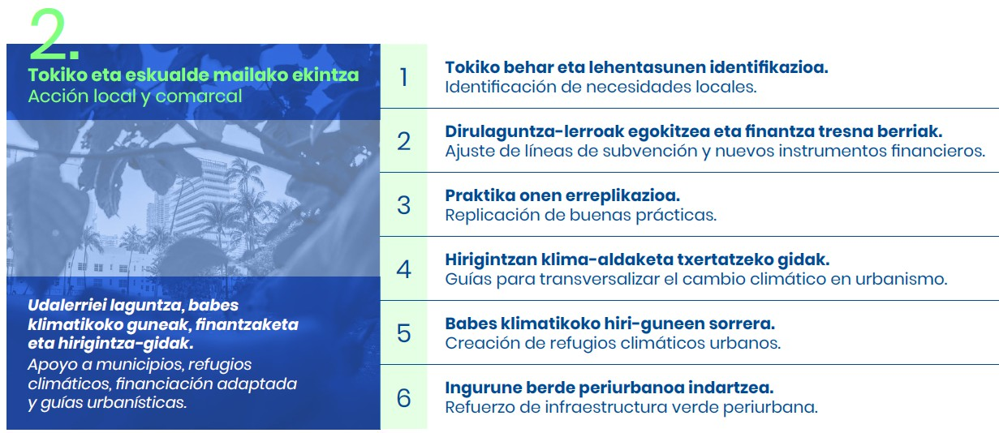 2.
Tokiko eta eskualde mailako ekintza
Acción local y comarcal
Udalerriei laguntza, babes
klimatikoko guneak, finantzaketa
eta hirigintza-gidak.
Apoyo a municipios, refugios
climáticos, financiación adaptada
y guías urbanísticas.
1
Tokiko behar eta lehentasunen identifikazioa.
Identificación de necesidades locales.
2
Dirulaguntza-lerroak egokitzea eta finantza tresna berriak.
Ajuste de líneas de subvención y nuevos instrumentos financieros.
3
Praktika onen erreplikazioa.
Replicación de buenas prácticas.
4
Hirigintzan klima-aldaketa txertatzeko gidak.
Guías para transversalizar el cambio climático en urbanismo.
5
Babes klimatikoko hiri-guneen sorrera.
Creación de refugios climáticos urbanos.
6
Ingurune berde periurbanoa indartzea.
Refuerzo de infraestructura verde periurbana.